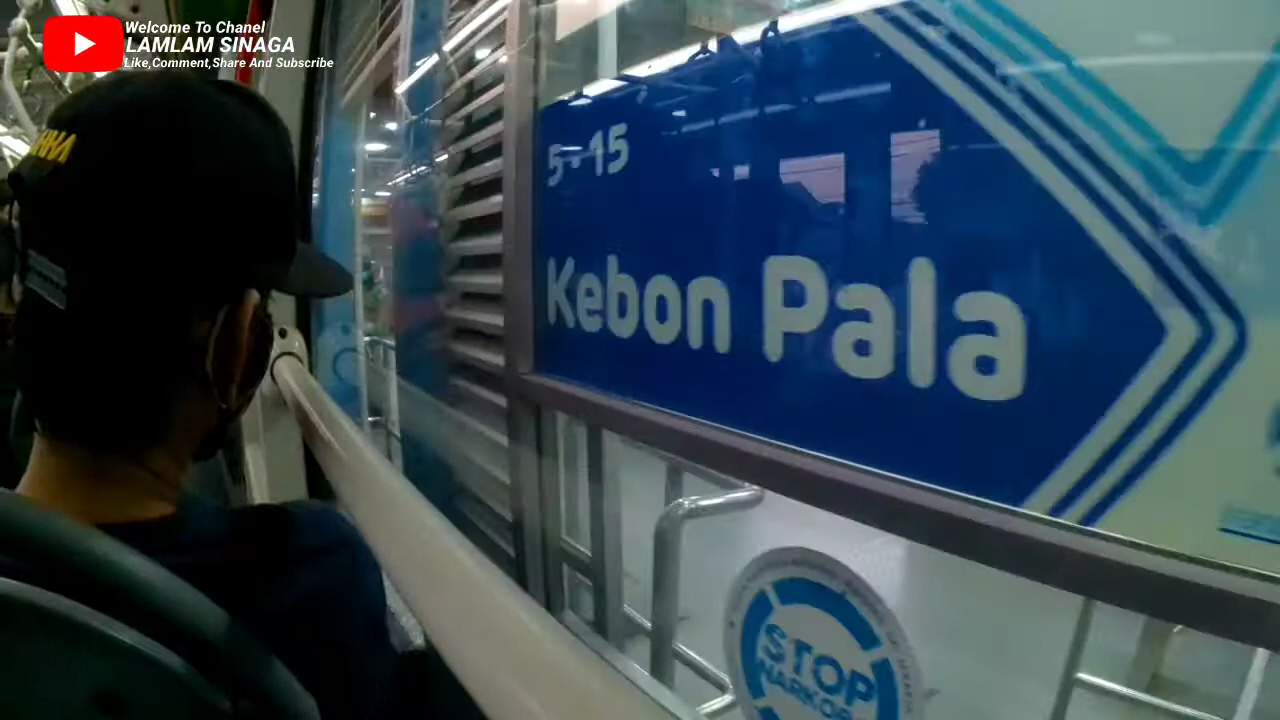 Welcome To Chanel
LAMLAM SINAGA
Like,Comment,Share And Subscribe
5 - 15
Kebon Pala
STOP